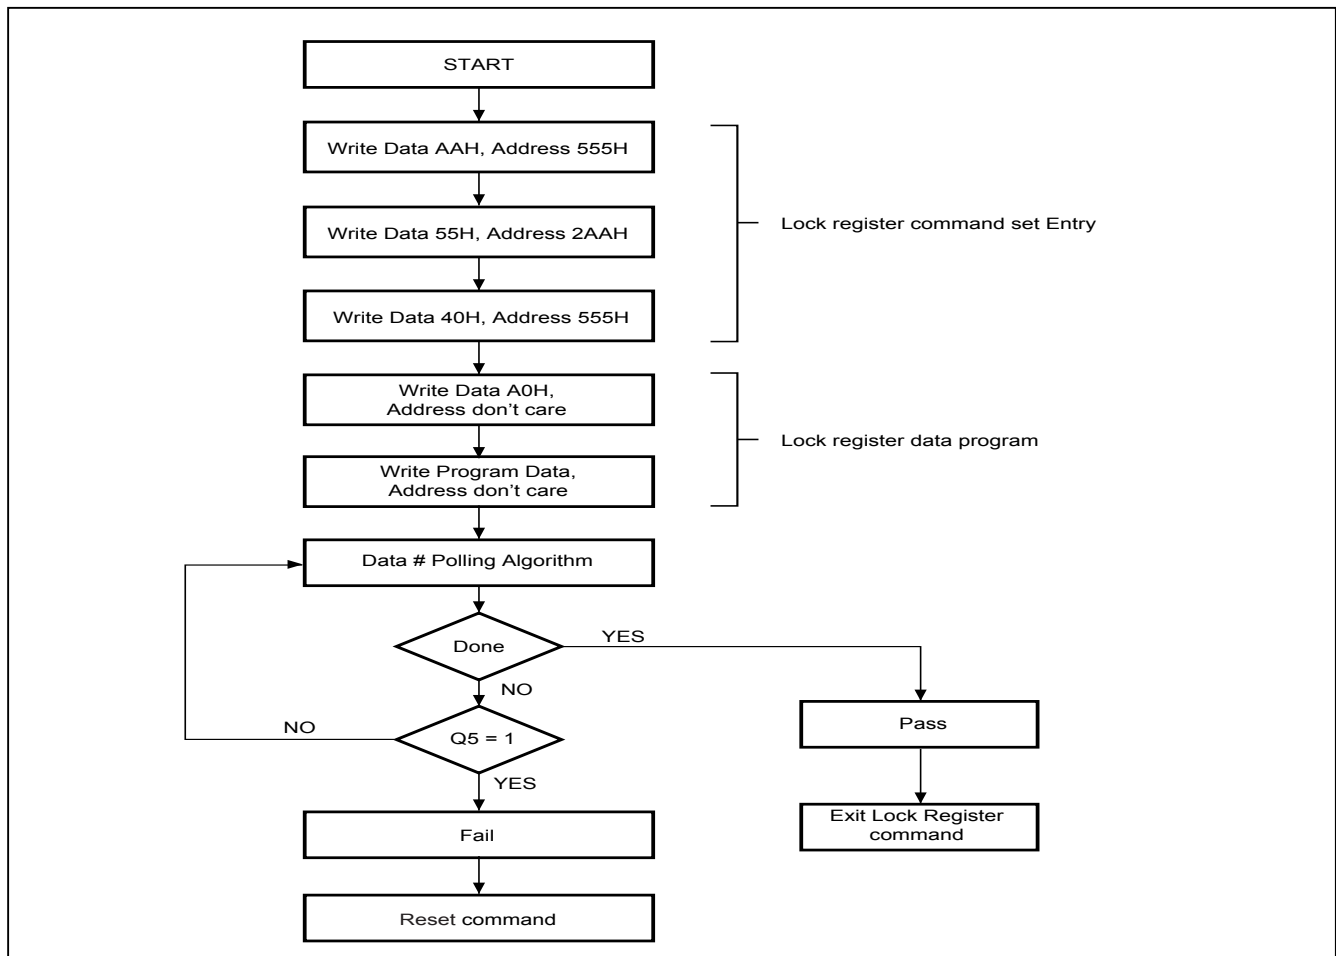 START
Write Data AAH, Address 555H
Write Data 55H, Address 2AAH
Lock register command set Entry
Write Data 40H, Address 555H
Write Data A0H,
Address don't care
Lock register data program
Write Program Data,
Address don't care
Data # Polling Algorithm
Done
YES
NO
Q5 = 1
NO
YES
Pass
Fail
Exit Lock Register
command
Reset command